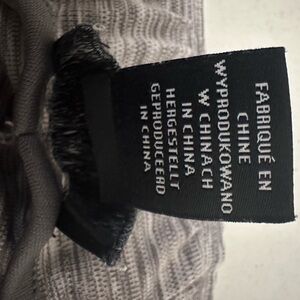 FABRIQUÉ EN
CHINE
WYPRODUKOWANO
W CHINACH
IN CHINA
HERGESTELLT
GEPRODUCEERD
IN CHINA